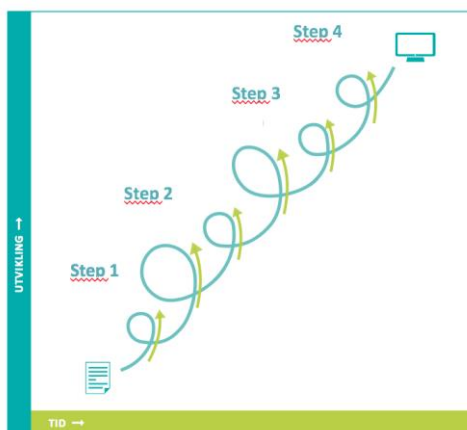 Step 4
Step 3
Step 2
Step 1
UTVIKLING →
TID →